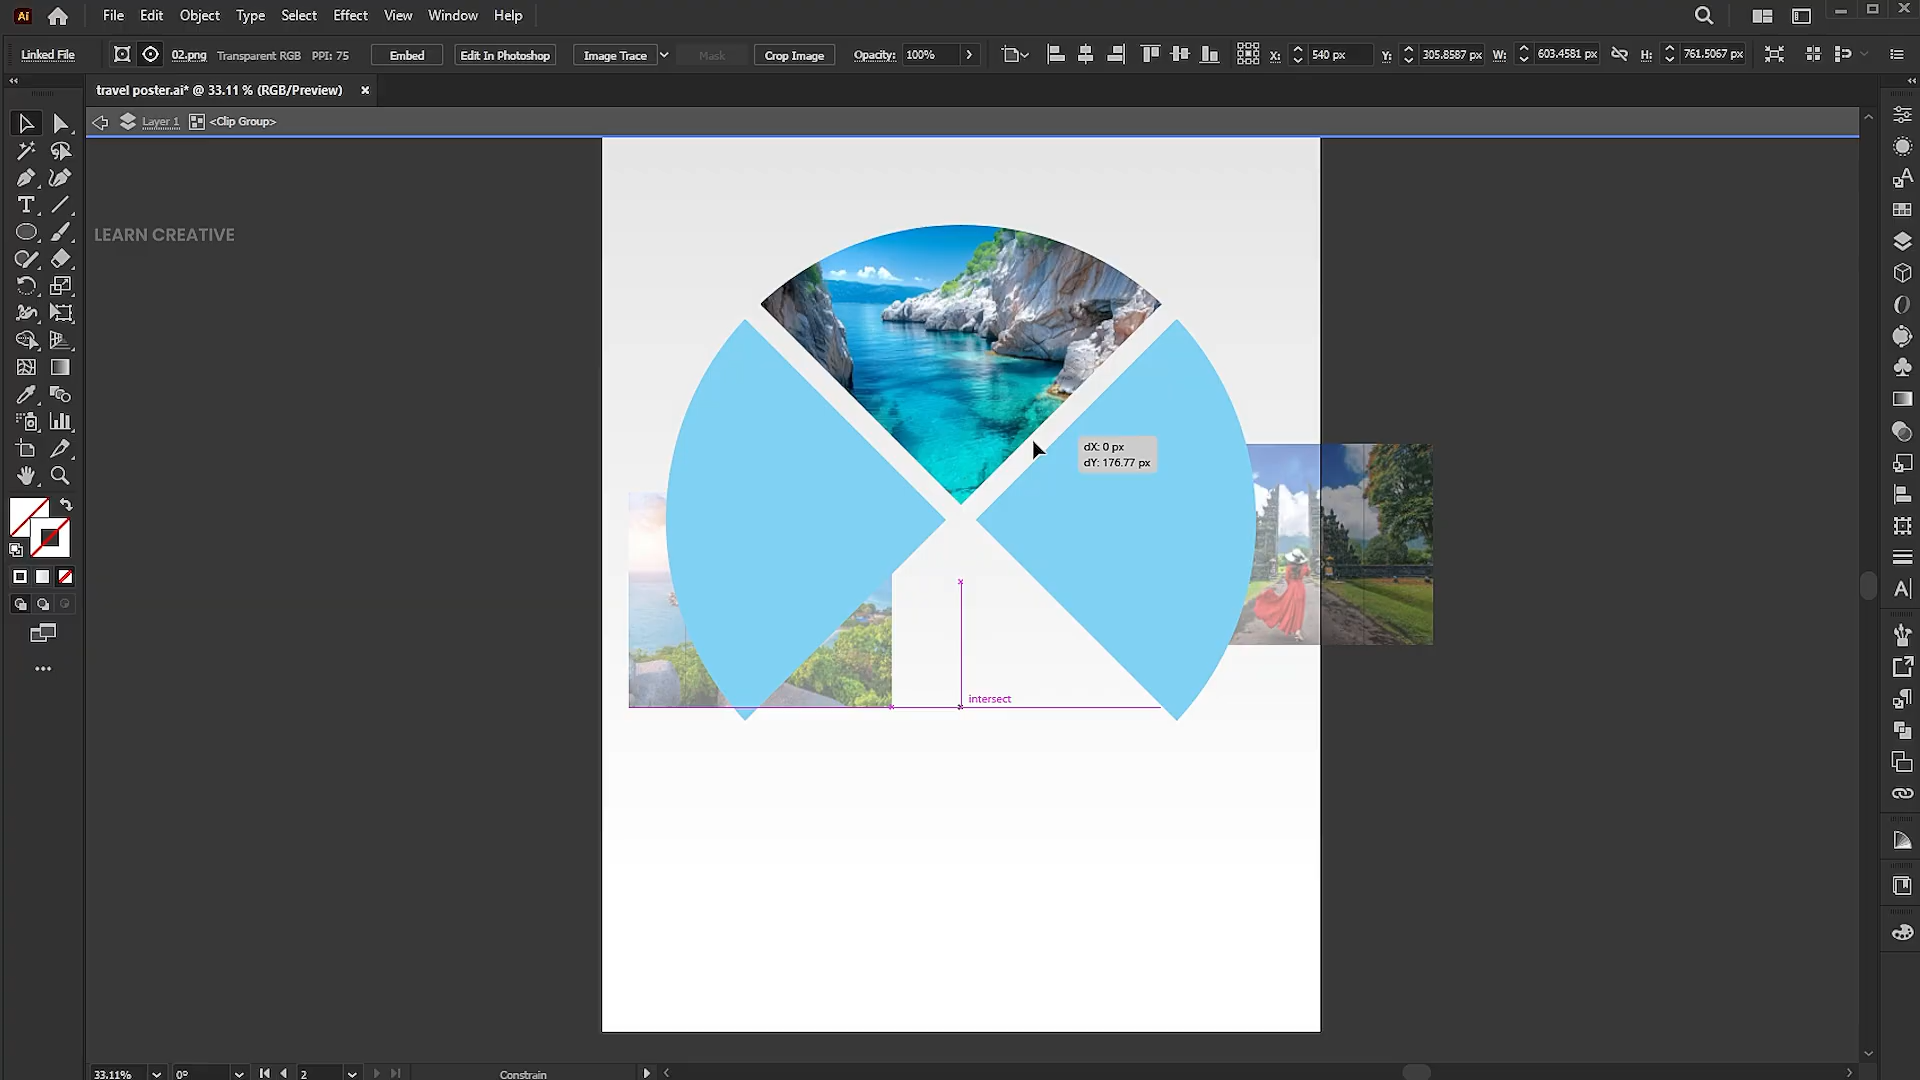 Ai File Edit Object Type Select Effect View Window Help
Linked File 02.png Transparent RGB PPI: 75 Embed Edit In Photoshop Image Trace Mask Crop Image Opacity: 100% X: 540 px Y: 305.8587 px W: 603.4581 px H: 761.5067 px
travel poster.ai* @ 33.11 % (RGB/Preview) ×
Layer 1 <Clip Group>
LEARN CREATIVE
dX: 0 px
dY: 176.77 px
intersect
33.11% 0° 2 Constrain